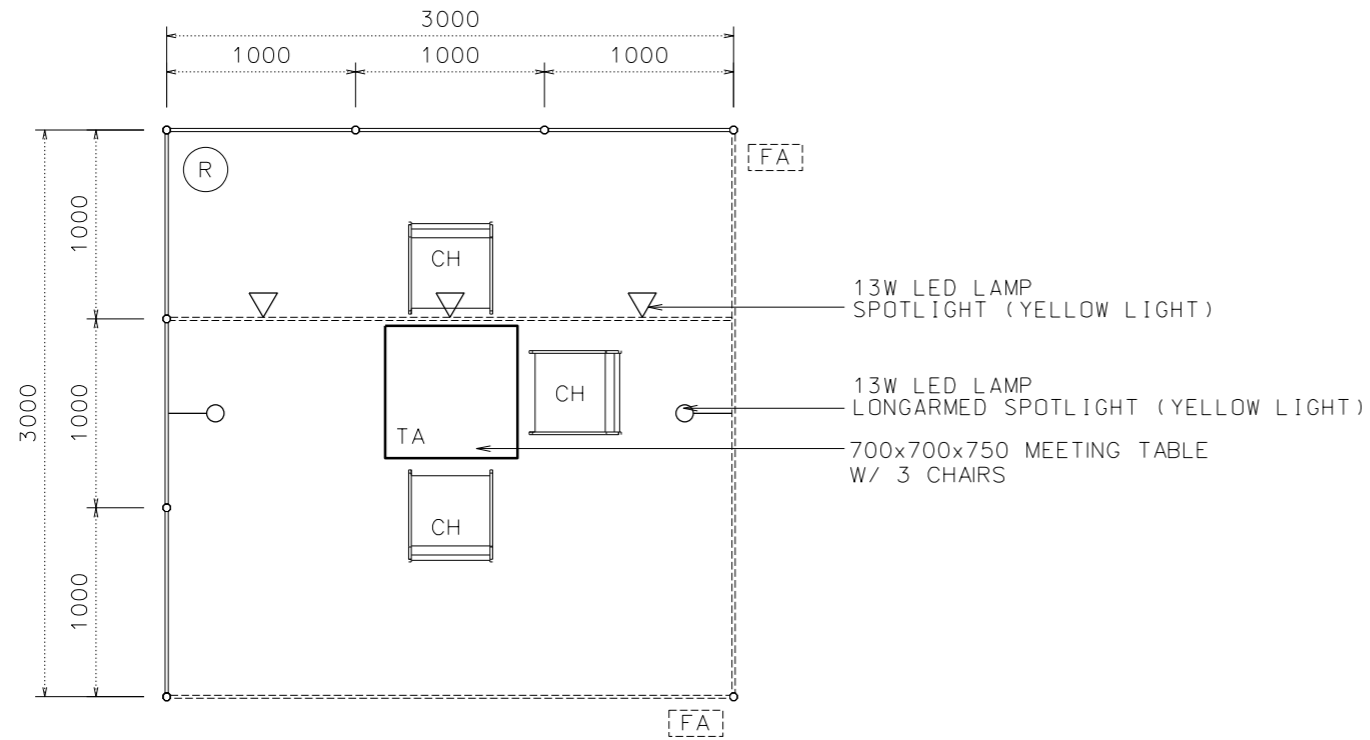 3000
1000 1000 1000
R
FA
1000
CH
13W LED LAMP
SPOTLIGHT (YELLOW LIGHT)
3000
1000
CH
13W LED LAMP
LONGARMED SPOTLIGHT (YELLOW LIGHT)
TA
700x700x750 MEETING TABLE
W/ 3 CHAIRS
CH
1000
FA